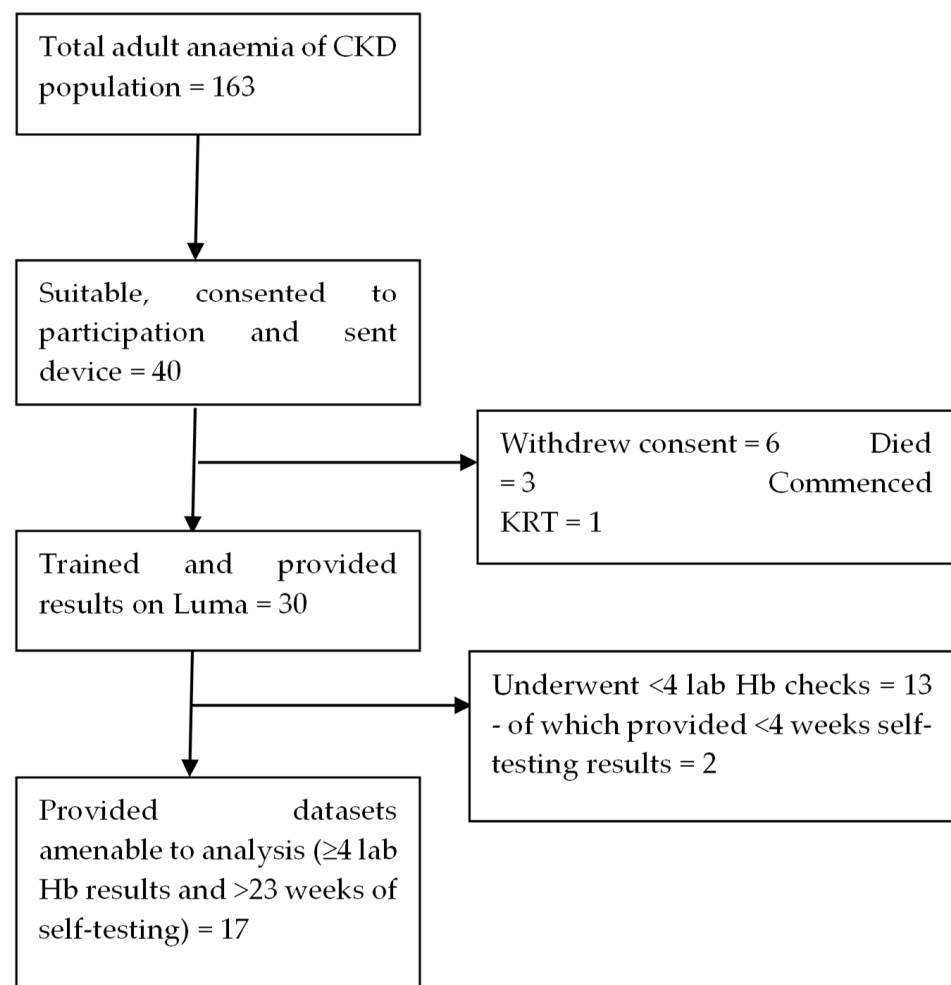 Total adult anaemia of CKD
population = 163
Suitable, consented to
participation and sent
device = 40
Withdrew consent = 6 Died
= 3 Commenced
KRT = 1
Trained and provided
results on Luma = 30
Underwent <4 lab Hb checks = 13
- of which provided <4 weeks self-
testing results = 2
Provided datasets
amenable to analysis (≥4 lab
Hb results and >23 weeks of
self-testing) = 17